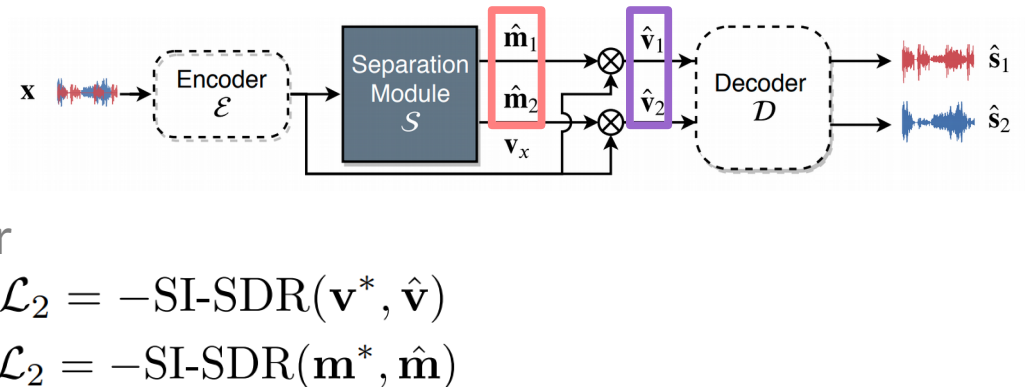 x
Encoder
ℰ
Separation
Module
𝒮
m̂₁
m̂₂
vₓ
v̂₁
v̂₂
Decoder
𝒟
ŝ₁
ŝ₂
r
ℒ₂ = −SI-SDR(v*, v̂)
ℒ₂ = −SI-SDR(m*, m̂)